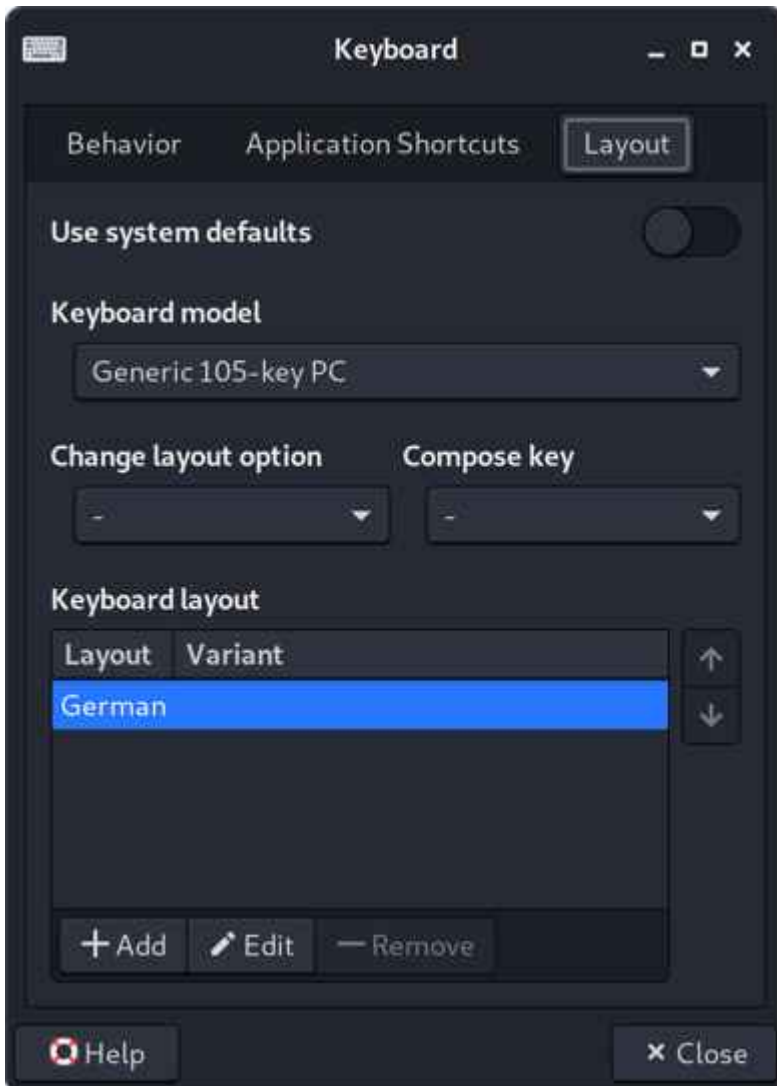 Keyboard
Behavior Application Shortcuts Layout
Use system defaults
Keyboard model
Generic 105-key PC
Change layout option Compose key
- -
Keyboard layout
Layout Variant
German
Add Edit Remove
Help Close